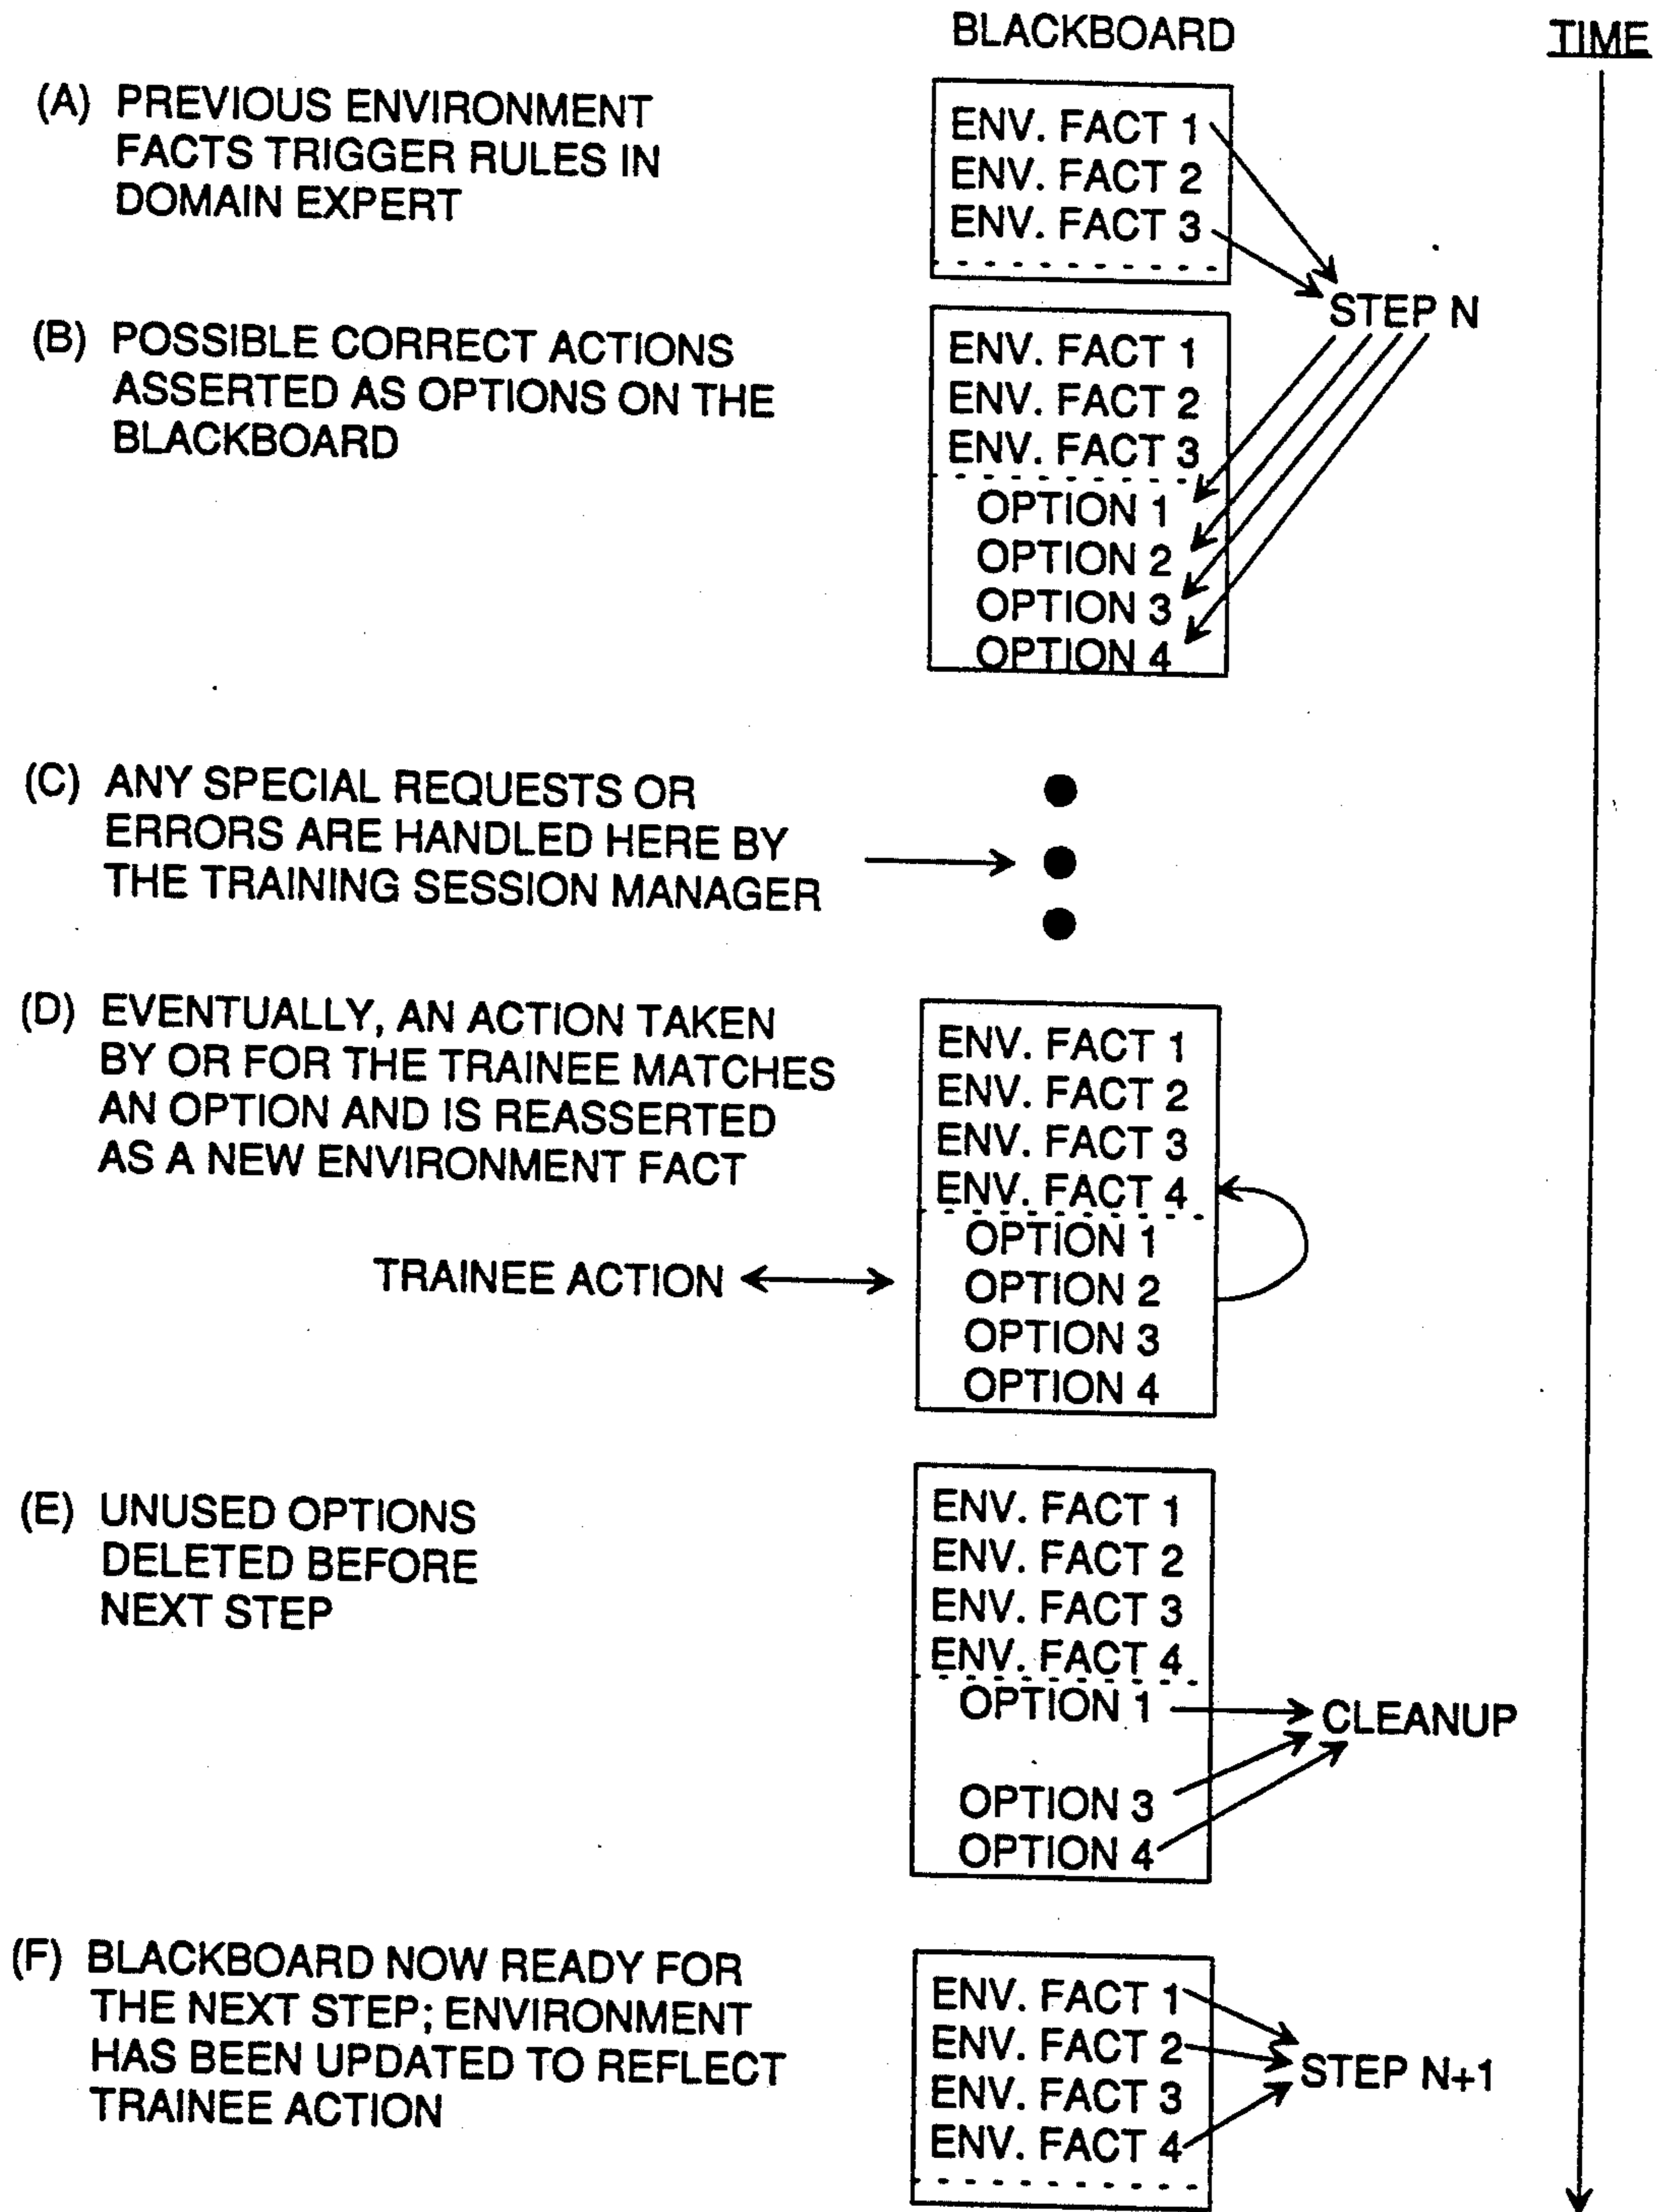 BLACKBOARD
TIME
(A) PREVIOUS ENVIRONMENT
FACTS TRIGGER RULES IN
DOMAIN EXPERT
ENV. FACT 1
ENV. FACT 2
ENV. FACT 3
STEP N
(B) POSSIBLE CORRECT ACTIONS
ASSERTED AS OPTIONS ON THE
BLACKBOARD
ENV. FACT 1
ENV. FACT 2
ENV. FACT 3
OPTION 1
OPTION 2
OPTION 3
OPTION 4
(C) ANY SPECIAL REQUESTS OR
ERRORS ARE HANDLED HERE BY
THE TRAINING SESSION MANAGER
(D) EVENTUALLY, AN ACTION TAKEN
BY OR FOR THE TRAINEE MATCHES
AN OPTION AND IS REASSERTED
AS A NEW ENVIRONMENT FACT
TRAINEE ACTION
ENV. FACT 1
ENV. FACT 2
ENV. FACT 3
ENV. FACT 4
OPTION 1
OPTION 2
OPTION 3
OPTION 4
(E) UNUSED OPTIONS
DELETED BEFORE
NEXT STEP
ENV. FACT 1
ENV. FACT 2
ENV. FACT 3
ENV. FACT 4
OPTION 1
OPTION 3
OPTION 4
CLEANUP
(F) BLACKBOARD NOW READY FOR
THE NEXT STEP; ENVIRONMENT
HAS BEEN UPDATED TO REFLECT
TRAINEE ACTION
ENV. FACT 1
ENV. FACT 2
ENV. FACT 3
ENV. FACT 4
STEP N+1